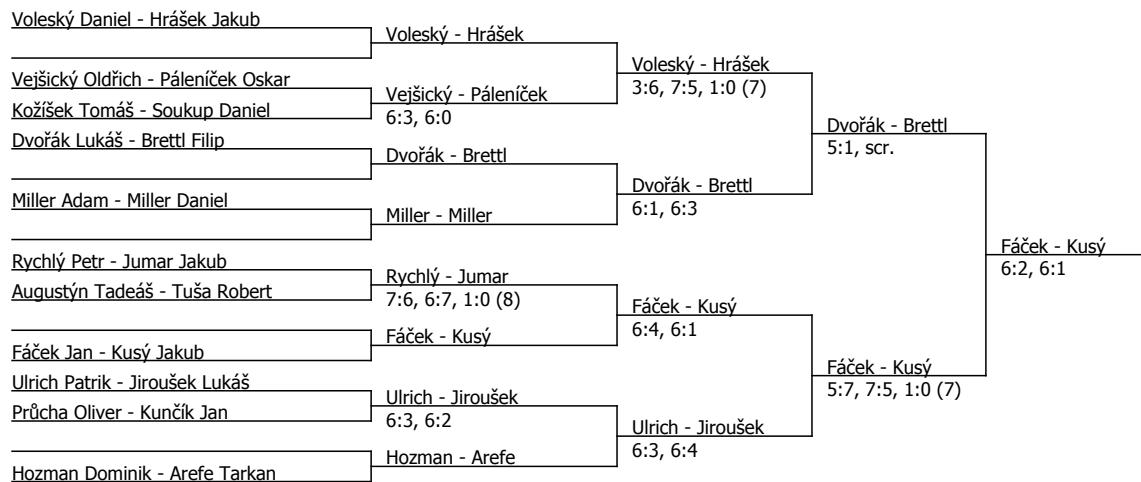 Voleský Daniel - Hrášek Jakub
Vejšický Oldřich - Páleníček Oskar
Kožíšek Tomáš - Soukup Daniel
Dvořák Lukáš - Brettl Filip
Miller Adam - Miller Daniel
Rychlý Petr - Jumar Jakub
Augustýn Tadeáš - Tuša Robert
Fáček Jan - Kusý Jakub
Ulrich Patrik - Jiroušek Lukáš
Průcha Oliver - Kunčík Jan
Hozman Dominik - Arefe Tarkan
Voleský - Hrášek
Vejšický - Páleníček
6:3, 6:0
Dvořák - Brettl
Miller - Miller
Rychlý - Jumar
7:6, 6:7, 1:0 (8)
Fáček - Kusý
Ulrich - Jiroušek
6:3, 6:2
Hozman - Arefe
Voleský - Hrášek
3:6, 7:5, 1:0 (7)
Dvořák - Brettl
6:1, 6:3
Fáček - Kusý
6:4, 6:1
Ulrich - Jiroušek
6:3, 6:4
Dvořák - Brettl
5:1, scr.
Fáček - Kusý
5:7, 7:5, 1:0 (7)
Fáček - Kusý
6:2, 6:1